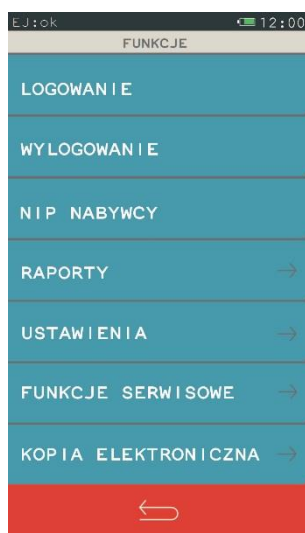 EJ:ok 12:00
FUNKCJE
LOGOWANIE
WYLOGOWANIE
NIP NABYWCY
RAPORTY
USTAWIENIA
FUNKCJE SERWISOWE
KOPIA ELEKTRONICZNA